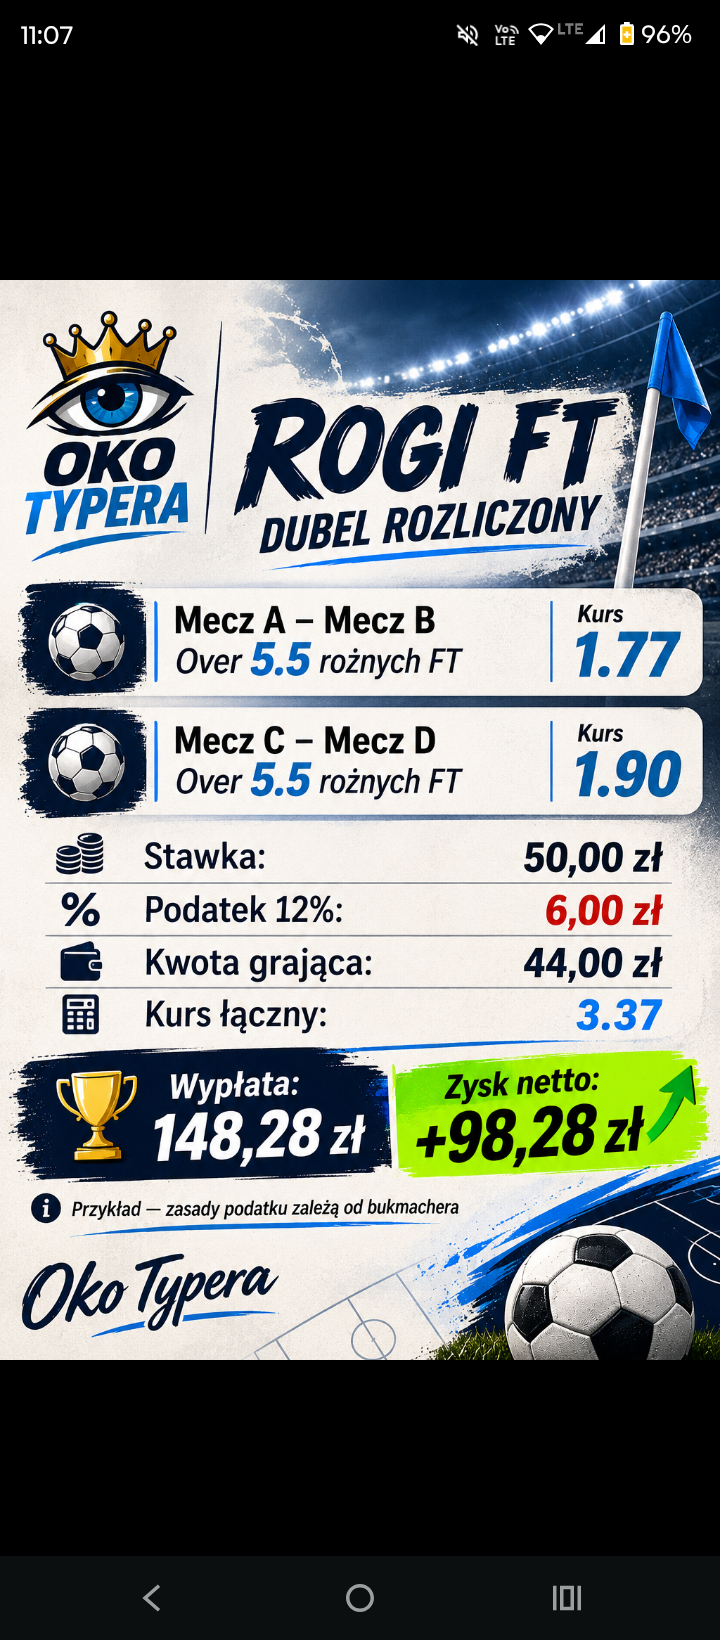 11:07
Vo LTE
LTE
96%
OKO
TYPERA
ROGI FT
DUBEL ROZLICZONY
Mecz A – Mecz B
Over 5.5 rożnych FT
Kurs
1.77
Mecz C – Mecz D
Over 5.5 rożnych FT
Kurs
1.90
Stawka: 50,00 zł
% Podatek 12%: 6,00 zł
Kwota grająca: 44,00 zł
Kurs łączny: 3.37
Wypłata:
148,28 zł
Zysk netto:
+98,28 zł
i Przykład — zasady podatku zależą od bukmachera
Oko Typera